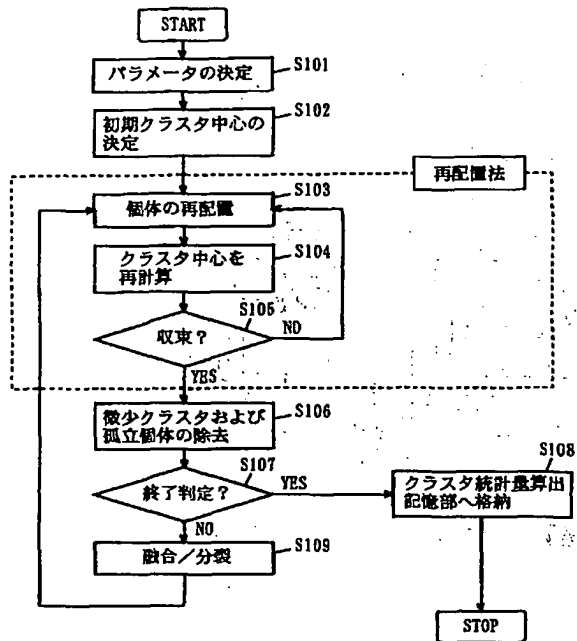 START
パラメータの決定
S101
初期クラスタ中心の
決定
S102
再配置法
個体の再配置
S103
クラスタ中心を
再計算
S104
収束?
S105
NO
YES
微少クラスタおよび
孤立個体の除去
S106
終了判定?
S107
YES
NO
クラスタ統計量算出
記憶部へ格納
S108
融合/分裂
S109
STOP